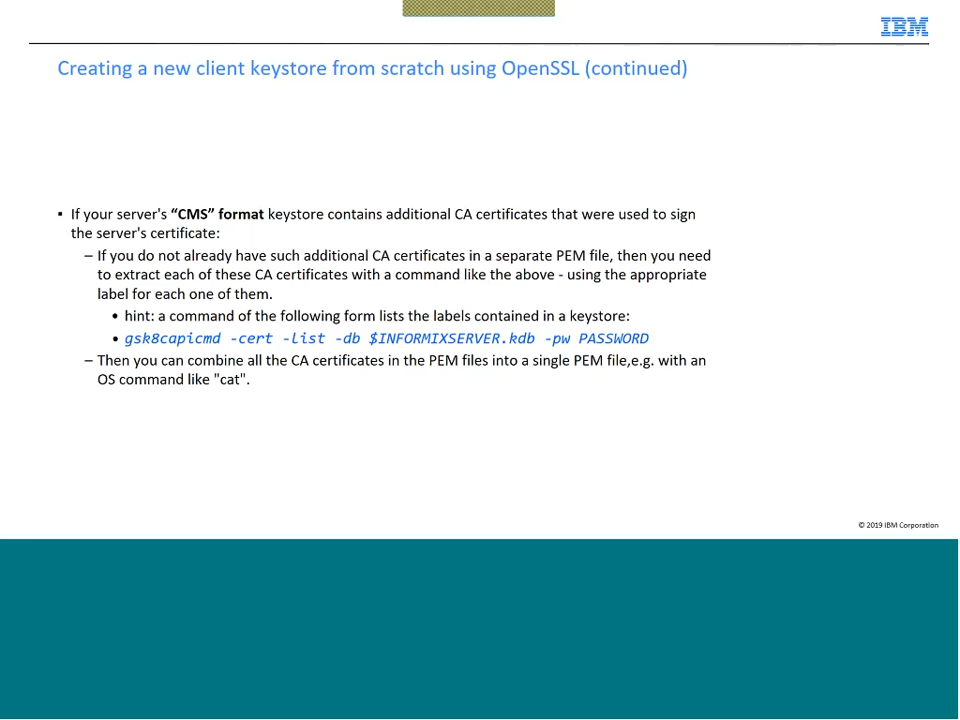 IBM
Creating a new client keystore from scratch using OpenSSL (continued)
▪ If your server's “CMS” format keystore contains additional CA certificates that were used to sign
the server's certificate:
– If you do not already have such additional CA certificates in a separate PEM file, then you need
to extract each of these CA certificates with a command like the above - using the appropriate
label for each one of them.
• hint: a command of the following form lists the labels contained in a keystore:
• gsk8capicmd -cert -list -db $INFORMIXSERVER.kdb -pw PASSWORD
– Then you can combine all the CA certificates in the PEM files into a single PEM file,e.g. with an
OS command like "cat".
© 2019 IBM Corporation